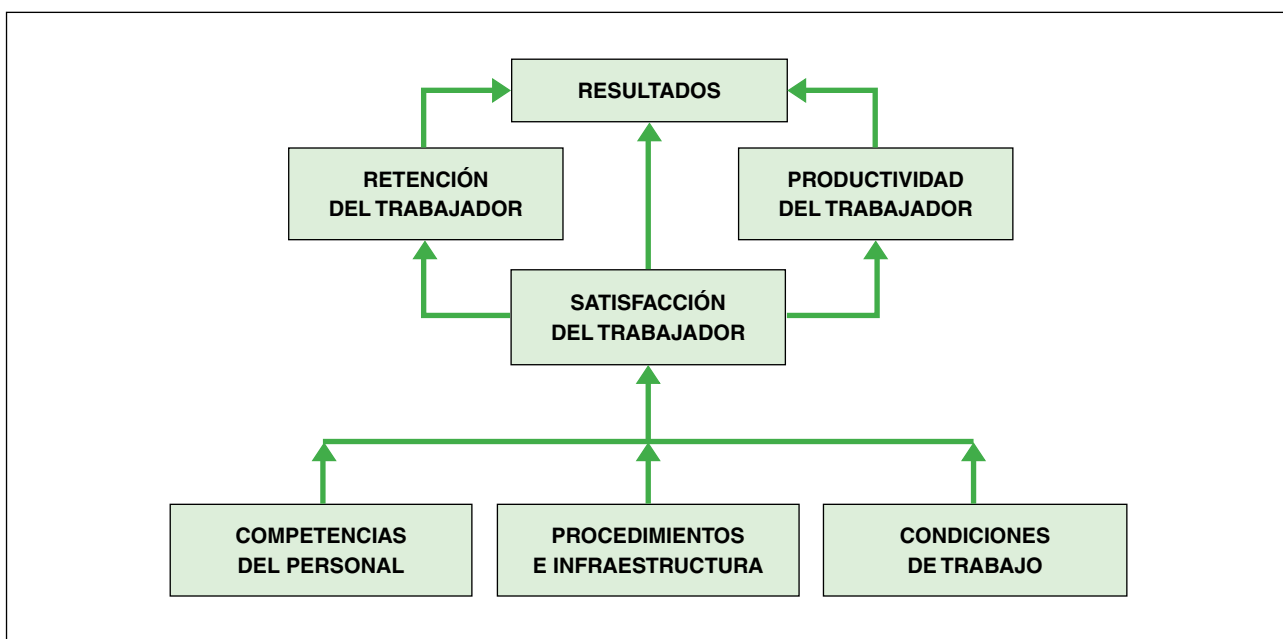 RESULTADOS
RETENCIÓN
DEL TRABAJADOR
PRODUCTIVIDAD
DEL TRABAJADOR
SATISFACCIÓN
DEL TRABAJADOR
COMPETENCIAS
DEL PERSONAL
PROCEDIMIENTOS
E INFRAESTRUCTURA
CONDICIONES
DE TRABAJO